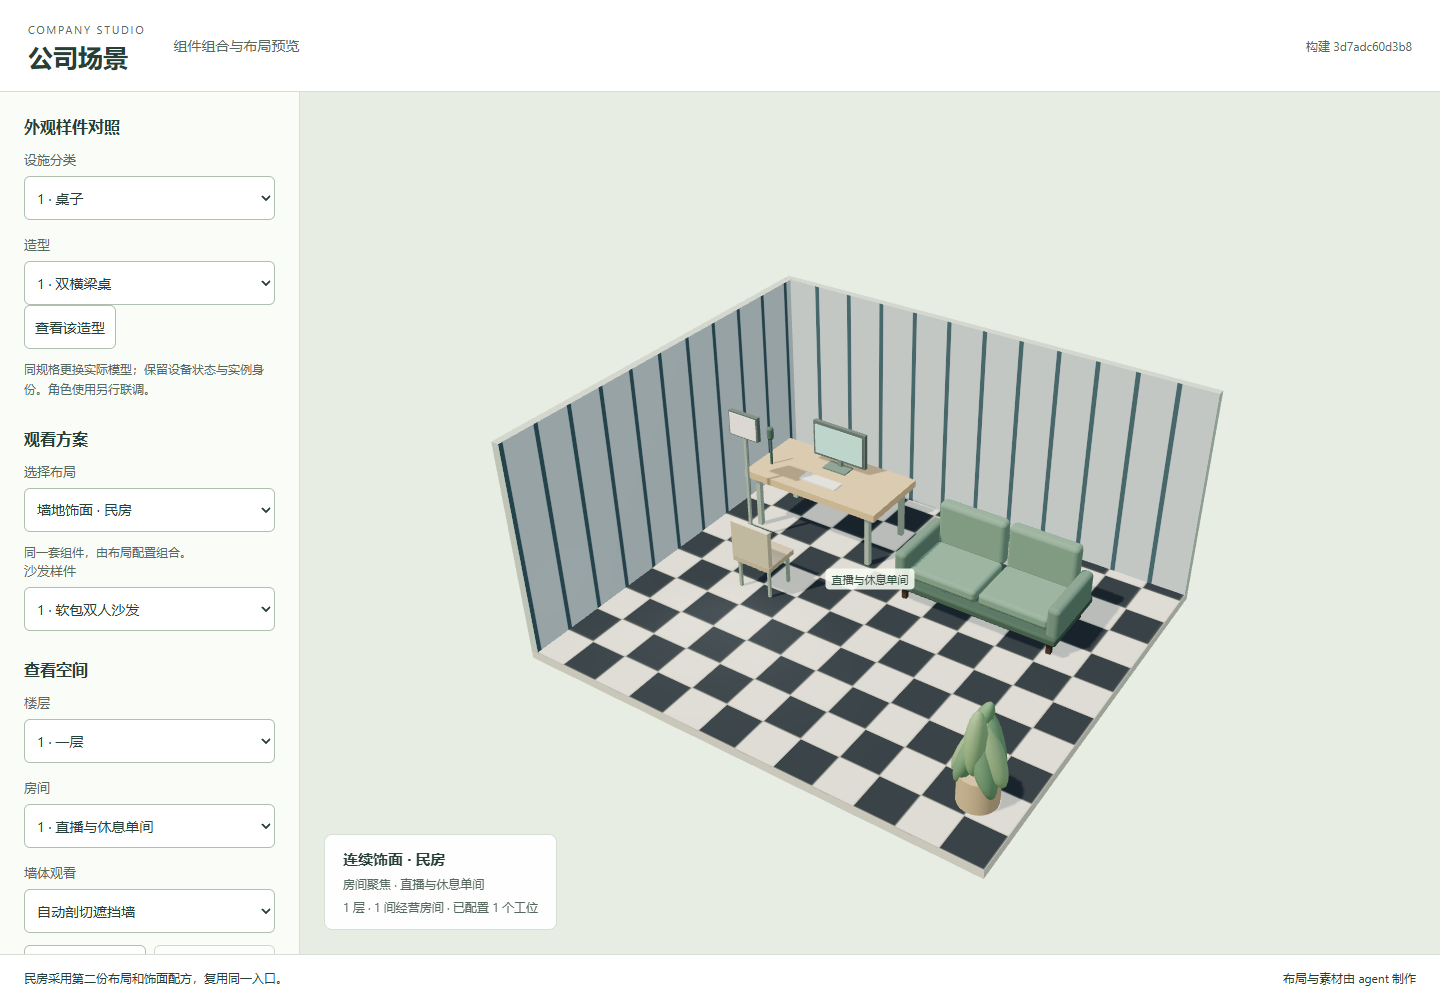 COMPANY STUDIO
公司场景
组件组合与布局预览
构建 3d7adc60d3b8
外观样件对照
设施分类
1 · 桌子
造型
1 · 双横梁桌
查看该造型
同规格更换实际模型；保留设备状态与实例身
份。角色使用另行联调。
观看方案
选择布局
墙地饰面 · 民房
同一套组件，由布局配置组合。
沙发样件
1 · 软包双人沙发
查看空间
楼层
1 · 一层
房间
1 · 直播与休息单间
墙体观看
自动剖切遮挡墙
直播与休息单间
连续饰面 · 民房
房间聚焦 · 直播与休息单间
1 层 · 1 间经营房间 · 已配置 1 个工位
民房采用第二份布局和饰面配方，复用同一入口。
布局与素材由 agent 制作